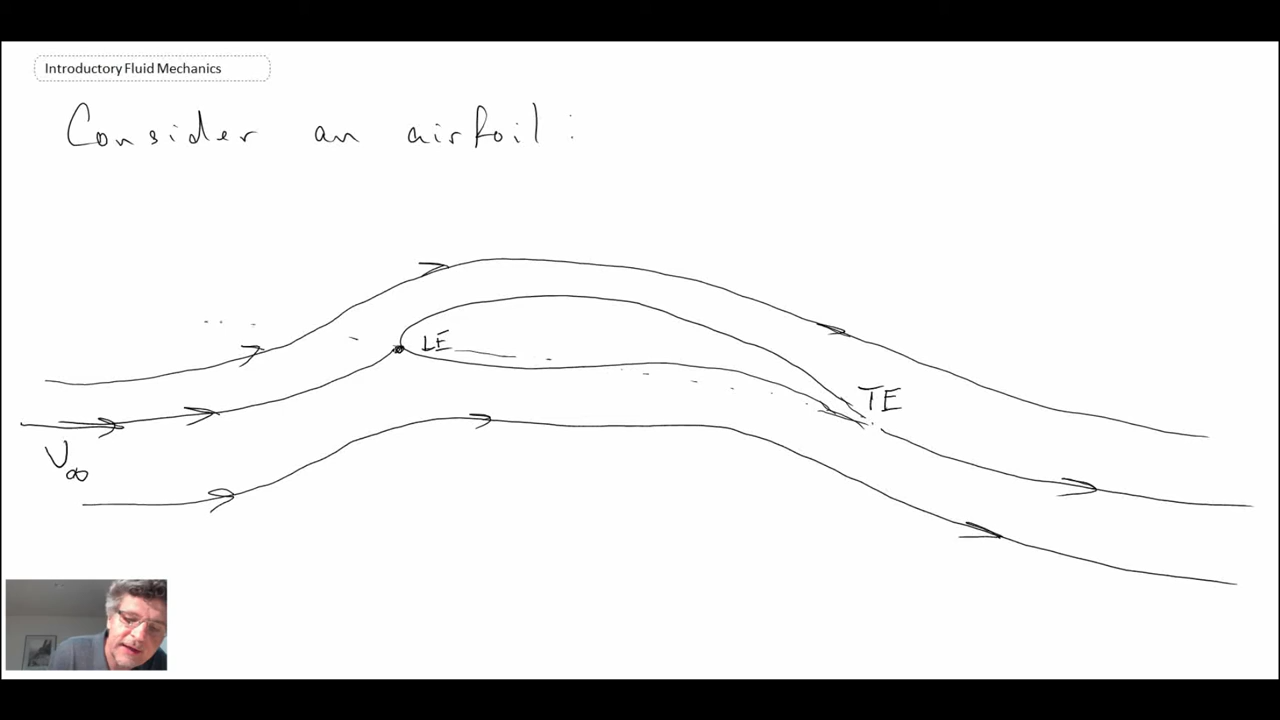 Introductory Fluid Mechanics
Consider an airfoil:
LE
TE
V∞